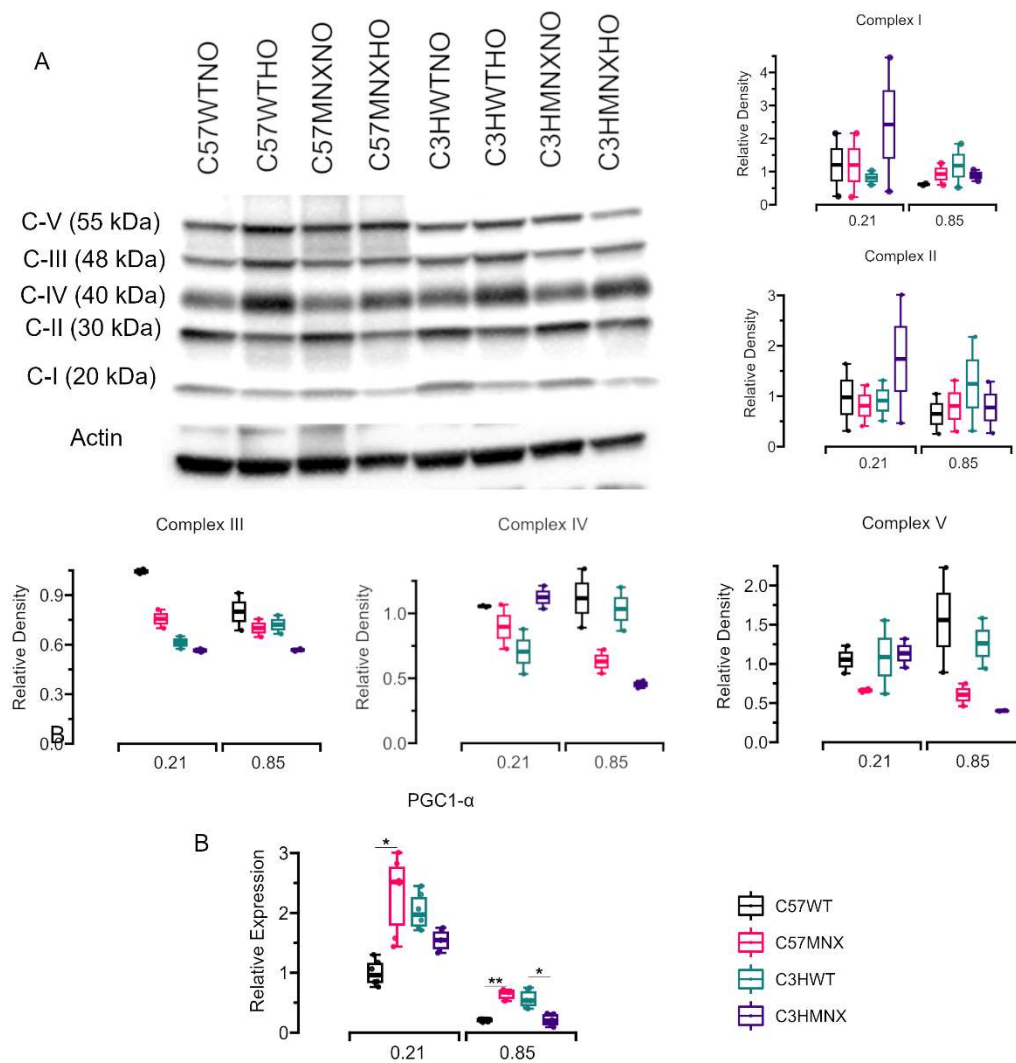 A
C57WTNO
C57WTHO
C57MNXNO
C57MNXHO
C3HWTNO
C3HWTHO
C3HMNXNO
C3HMNXHO
C-V (55 kDa)
C-III (48 kDa)
C-IV (40 kDa)
C-II (30 kDa)
C-I (20 kDa)
Actin
Complex I
Relative Density
5
4
3
2
1
0
0.21 0.85
Complex II
Relative Density
3
2
1
0
0.21 0.85
Complex III
Relative Density
0.9
0.6
0.3
0.0
B
0.21 0.85
Complex IV
Relative Density
1.0
0.5
0.0
0.21 0.85
Complex V
Relative Density
2.0
1.5
1.0
0.5
0.0
0.21 0.85
PGC1-α
B
Relative Expression
3
2
1
0
*
**
*
0.21 0.85
C57WT
C57MNX
C3HWT
C3HMNX